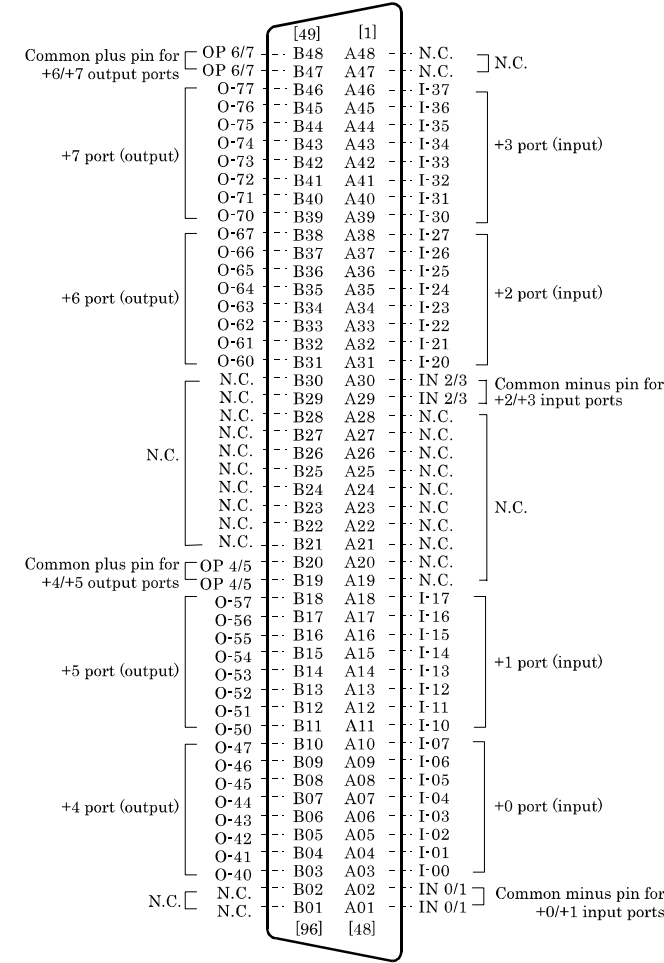 [49] [1]
Common plus pin for
+6/+7 output ports
OP 6/7 B48 A48 N.C.
OP 6/7 B47 A47 N.C.
N.C.
O-77 B46 A46 I-37
O-76 B45 A45 I-36
O-75 B44 A44 I-35
O-74 B43 A43 I-34
+7 port (output)
+3 port (input)
O-73 B42 A42 I-33
O-72 B41 A41 I-32
O-71 B40 A40 I-31
O-70 B39 A39 I-30
O-67 B38 A38 I-27
O-66 B37 A37 I-26
O-65 B36 A36 I-25
O-64 B35 A35 I-24
+6 port (output)
+2 port (input)
O-63 B34 A34 I-23
O-62 B33 A33 I-22
O-61 B32 A32 I-21
O-60 B31 A31 I-20
N.C. B30 A30 IN 2/3
N.C. B29 A29 IN 2/3
Common minus pin for
+2/+3 input ports
N.C. B28 A28 N.C.
N.C. B27 A27 N.C.
N.C. B26 A26 N.C.
N.C.
N.C. B25 A25 N.C.
N.C. B24 A24 N.C.
N.C. B23 A23 N.C
N.C.
N.C. B22 A22 N.C.
N.C. B21 A21 N.C.
Common plus pin for
+4/+5 output ports
OP 4/5 B20 A20 N.C.
OP 4/5 B19 A19 N.C.
O-57 B18 A18 I-17
O-56 B17 A17 I-16
O-55 B16 A16 I-15
O-54 B15 A15 I-14
+5 port (output)
+1 port (input)
O-53 B14 A14 I-13
O-52 B13 A13 I-12
O-51 B12 A12 I-11
O-50 B11 A11 I-10
O-47 B10 A10 I-07
O-46 B09 A09 I-06
O-45 B08 A08 I-05
O-44 B07 A07 I-04
+4 port (output)
+0 port (input)
O-43 B06 A06 I-03
O-42 B05 A05 I-02
O-41 B04 A04 I-01
O-40 B03 A03 I-00
N.C.
N.C. B02 A02 IN 0/1
N.C. B01 A01 IN 0/1
Common minus pin for
+0/+1 input ports
[96] [48]